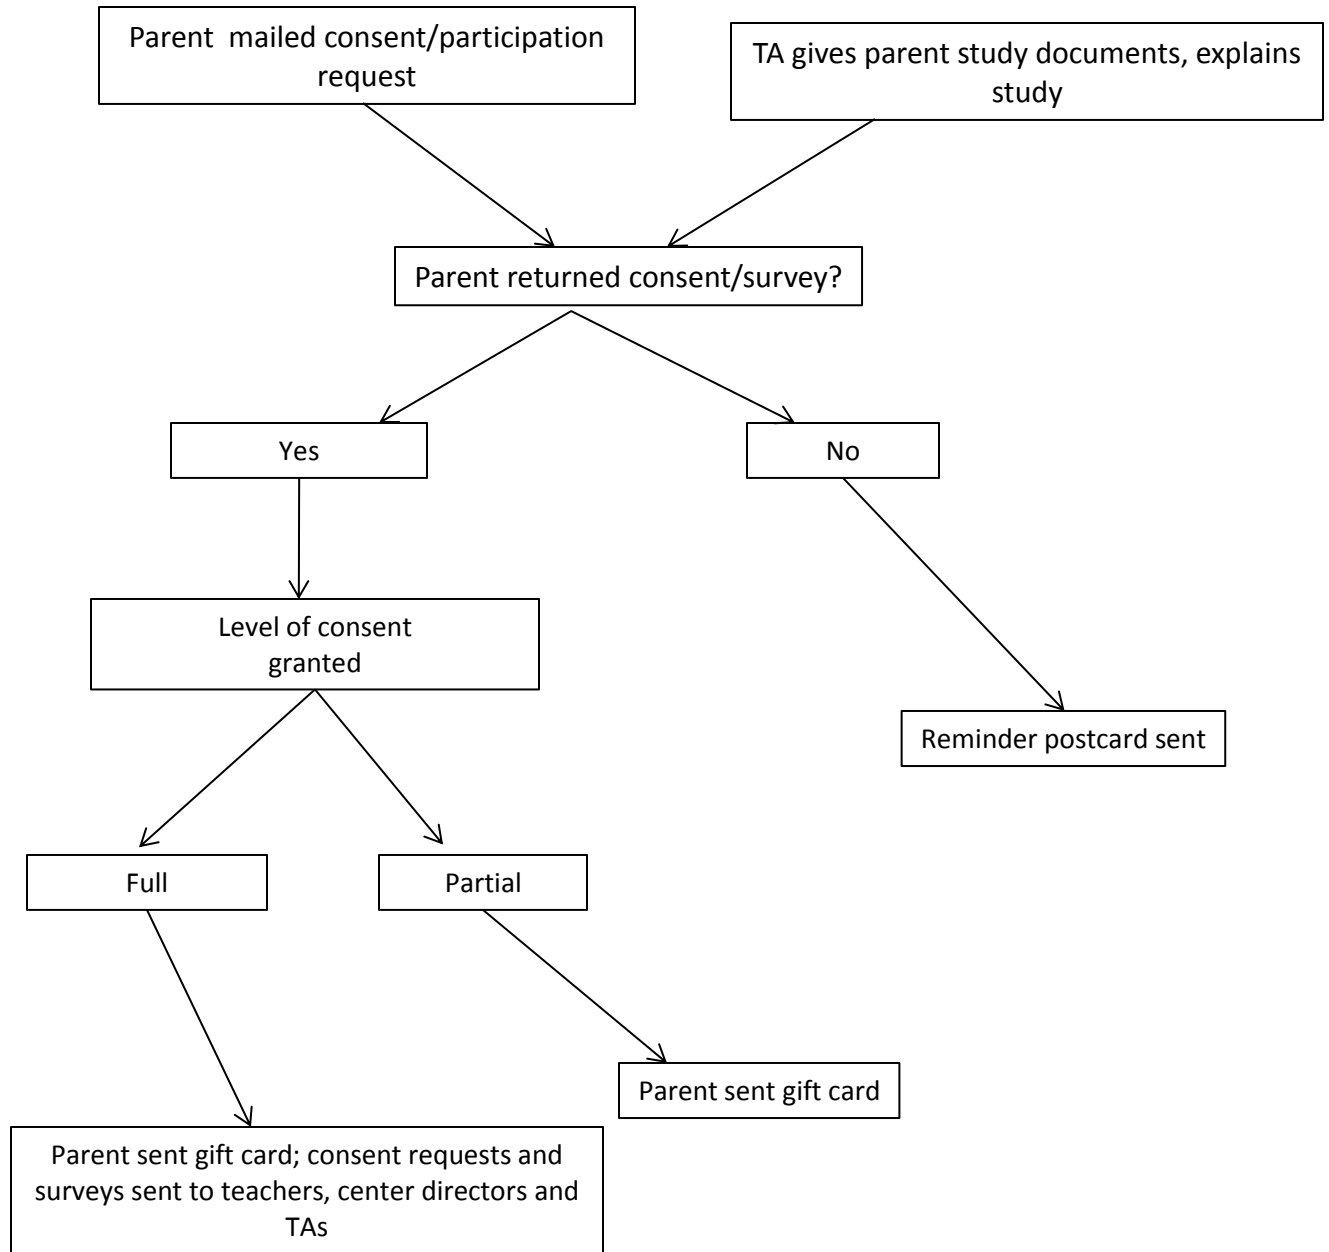 Parent  mailed consent/participation
request
TA gives parent study documents, explains
study
Parent returned consent/survey?
Yes
No
Level of consent
granted
Reminder postcard sent
Full
Partial
Parent sent gift card
Parent sent gift card; consent requests and
surveys sent to teachers, center directors and
TAs